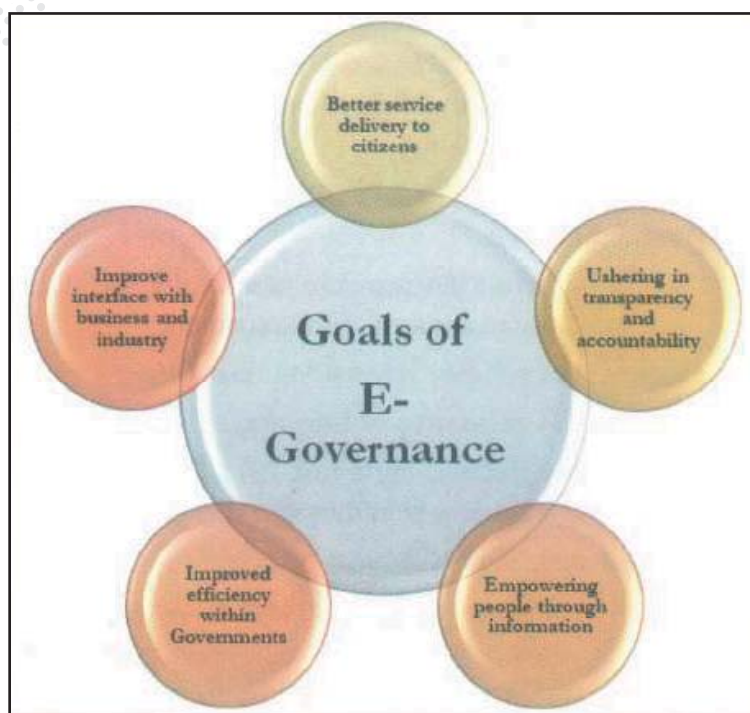 Better service
delivery to
citizens
Improve
interface with
business and
industry
Goals of
E-
Governance
Ushering in
transparency
and
accountability
Improved
efficiency
within
Governments
Empowering
people through
information